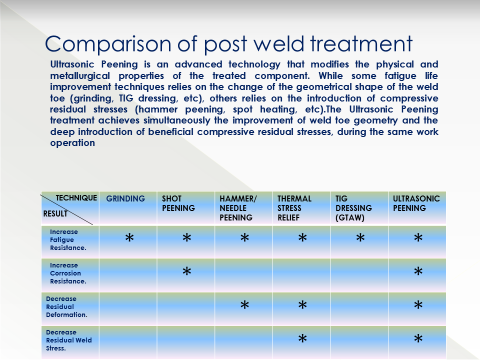 Comparison of post weld treatment
Ultrasonic Peening is an advanced technology that modifies the physical and
metallurgical properties of the treated component. While some fatigue life
improvement techniques relies on the change of the geometrical shape of the weld
toe (grinding, TIG dressing, etc), others relies on the introduction of compressive
residual stresses (hammer peening, spot heating, etc).The Ultrasonic Peening
treatment achieves simultaneously the improvement of weld toe geometry and the
deep introduction of beneficial compressive residual stresses, during the same work
operation
TECHNIQUE
RESULT
GRINDING
SHOT
PEENING
HAMMER/
NEEDLE
PEENING
THERMAL
STRESS
RELIEF
TIG
DRESSING
(GTAW)
ULTRASONIC
PEENING
Increase
Fatigue
Resistance.
* * * * * *
Increase
Corrosion
Resistance.
* *
Decrease
Residual
Deformation.
* * *
Decrease
Residual Weld
Stress.
* *